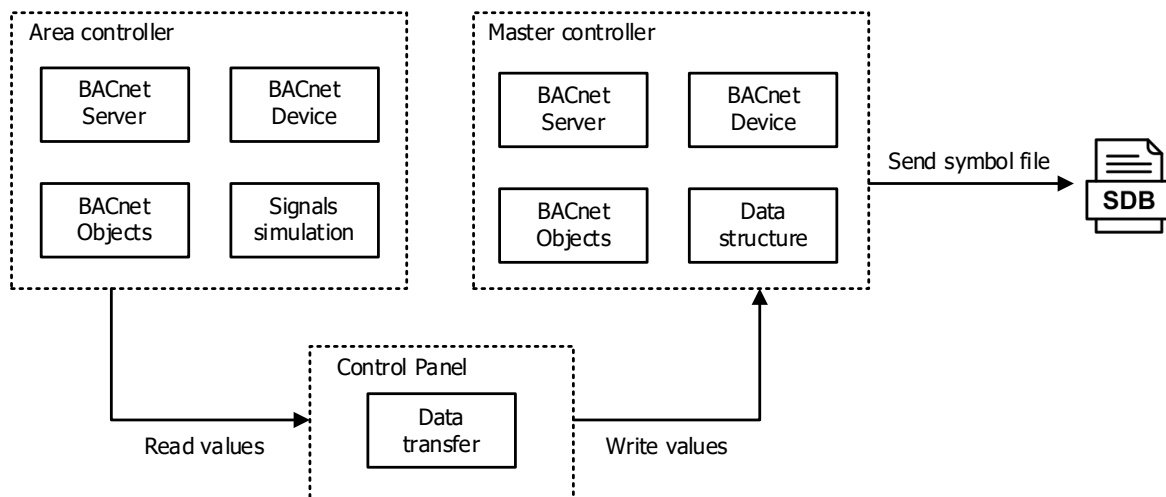 Area controller
BACnet
Server
BACnet
Device
BACnet
Objects
Signals
simulation
Master controller
BACnet
Server
BACnet
Device
BACnet
Objects
Data
structure
Send symbol file
SDB
Control Panel
Data
transfer
Read values
Write values